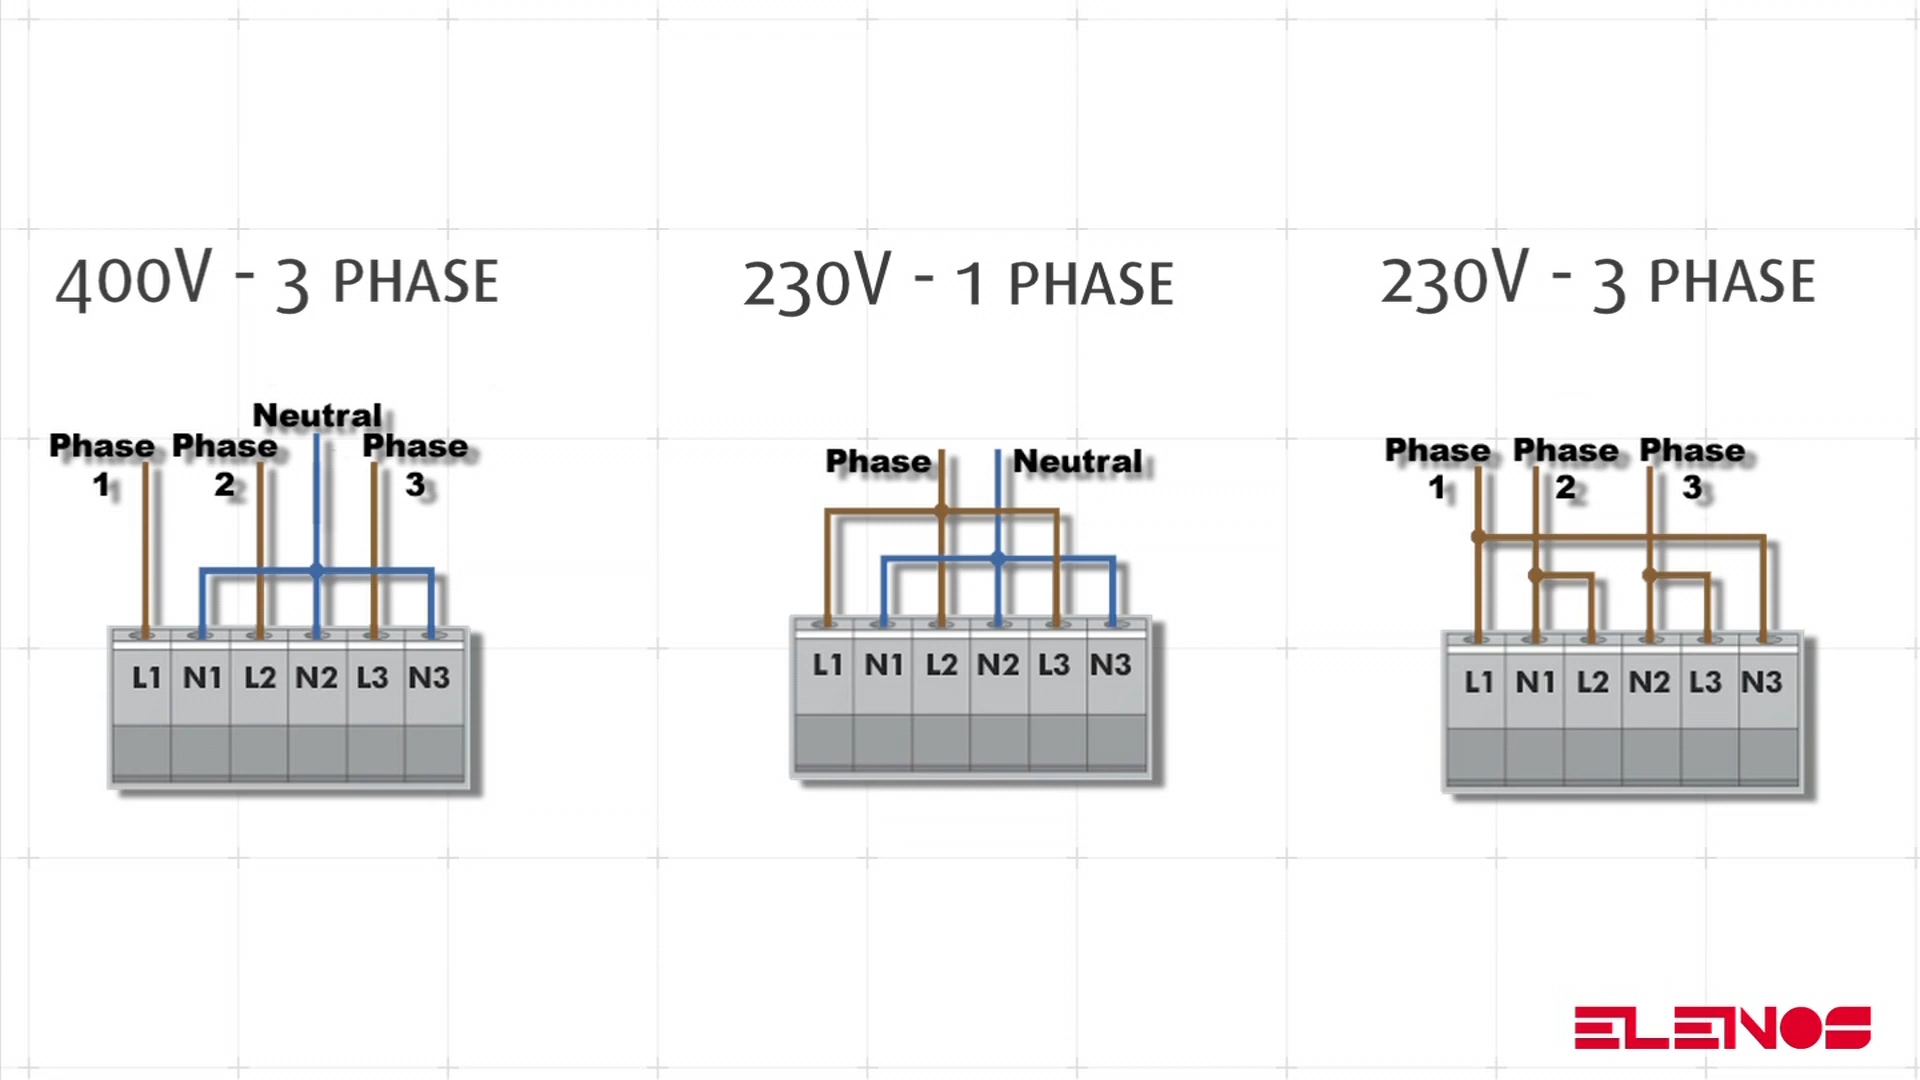 400V - 3 PHASE
Neutral
Phase 1
Phase 2
Phase 3
L1 N1 L2 N2 L3 N3
230V - 1 PHASE
Phase
Neutral
L1 N1 L2 N2 L3 N3
230V - 3 PHASE
Phase 1
Phase 2
Phase 3
L1 N1 L2 N2 L3 N3
ELENOS